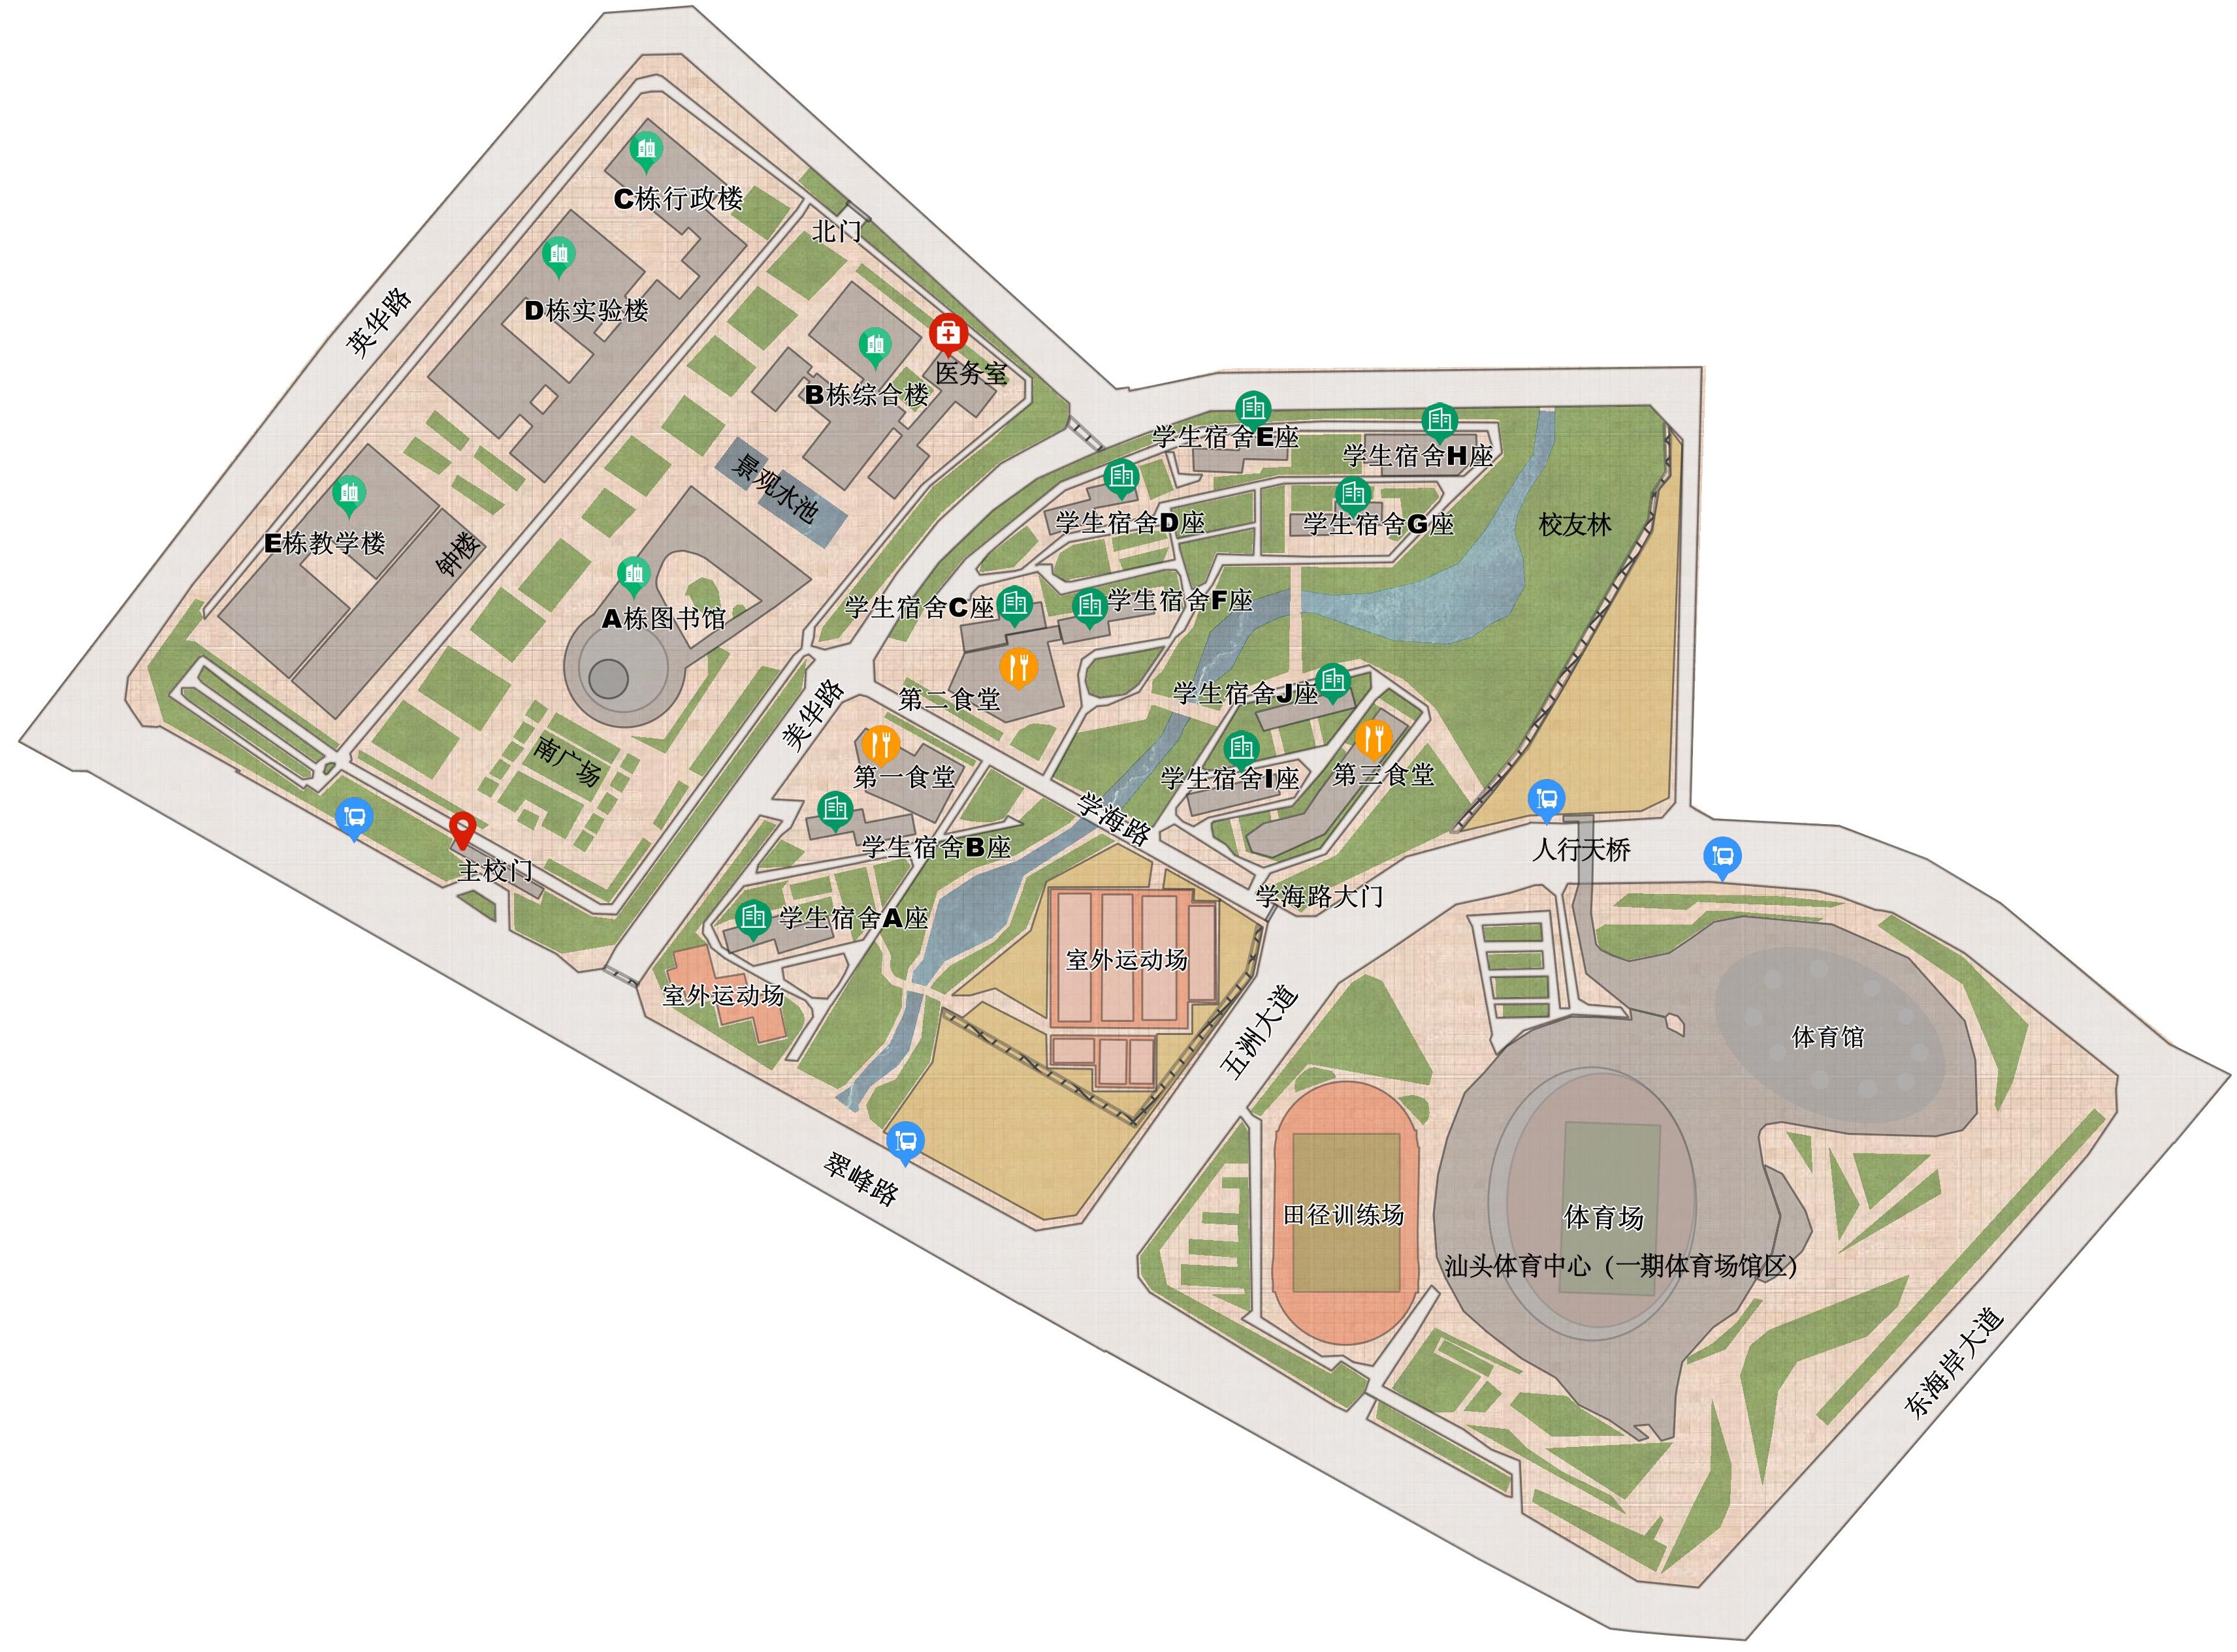 C栋行政楼
北门
D栋实验楼
英华路
医务室
B栋综合楼
学生宿舍E座
学生宿舍H座
景观水池
学生宿舍D座
学生宿舍G座
校友林
E栋教学楼
钟楼
学生宿舍C座
学生宿舍F座
A栋图书馆
学生宿舍J座
第二食堂
美华路
南广场
第一食堂
学生宿舍I座
第三食堂
学海路
学生宿舍B座
人行天桥
主校门
学海路大门
学生宿舍A座
室外运动场
室外运动场
五洲大道
体育馆
翠峰路
田径训练场
体育场
汕头体育中心（一期体育场馆区）
东海岸大道